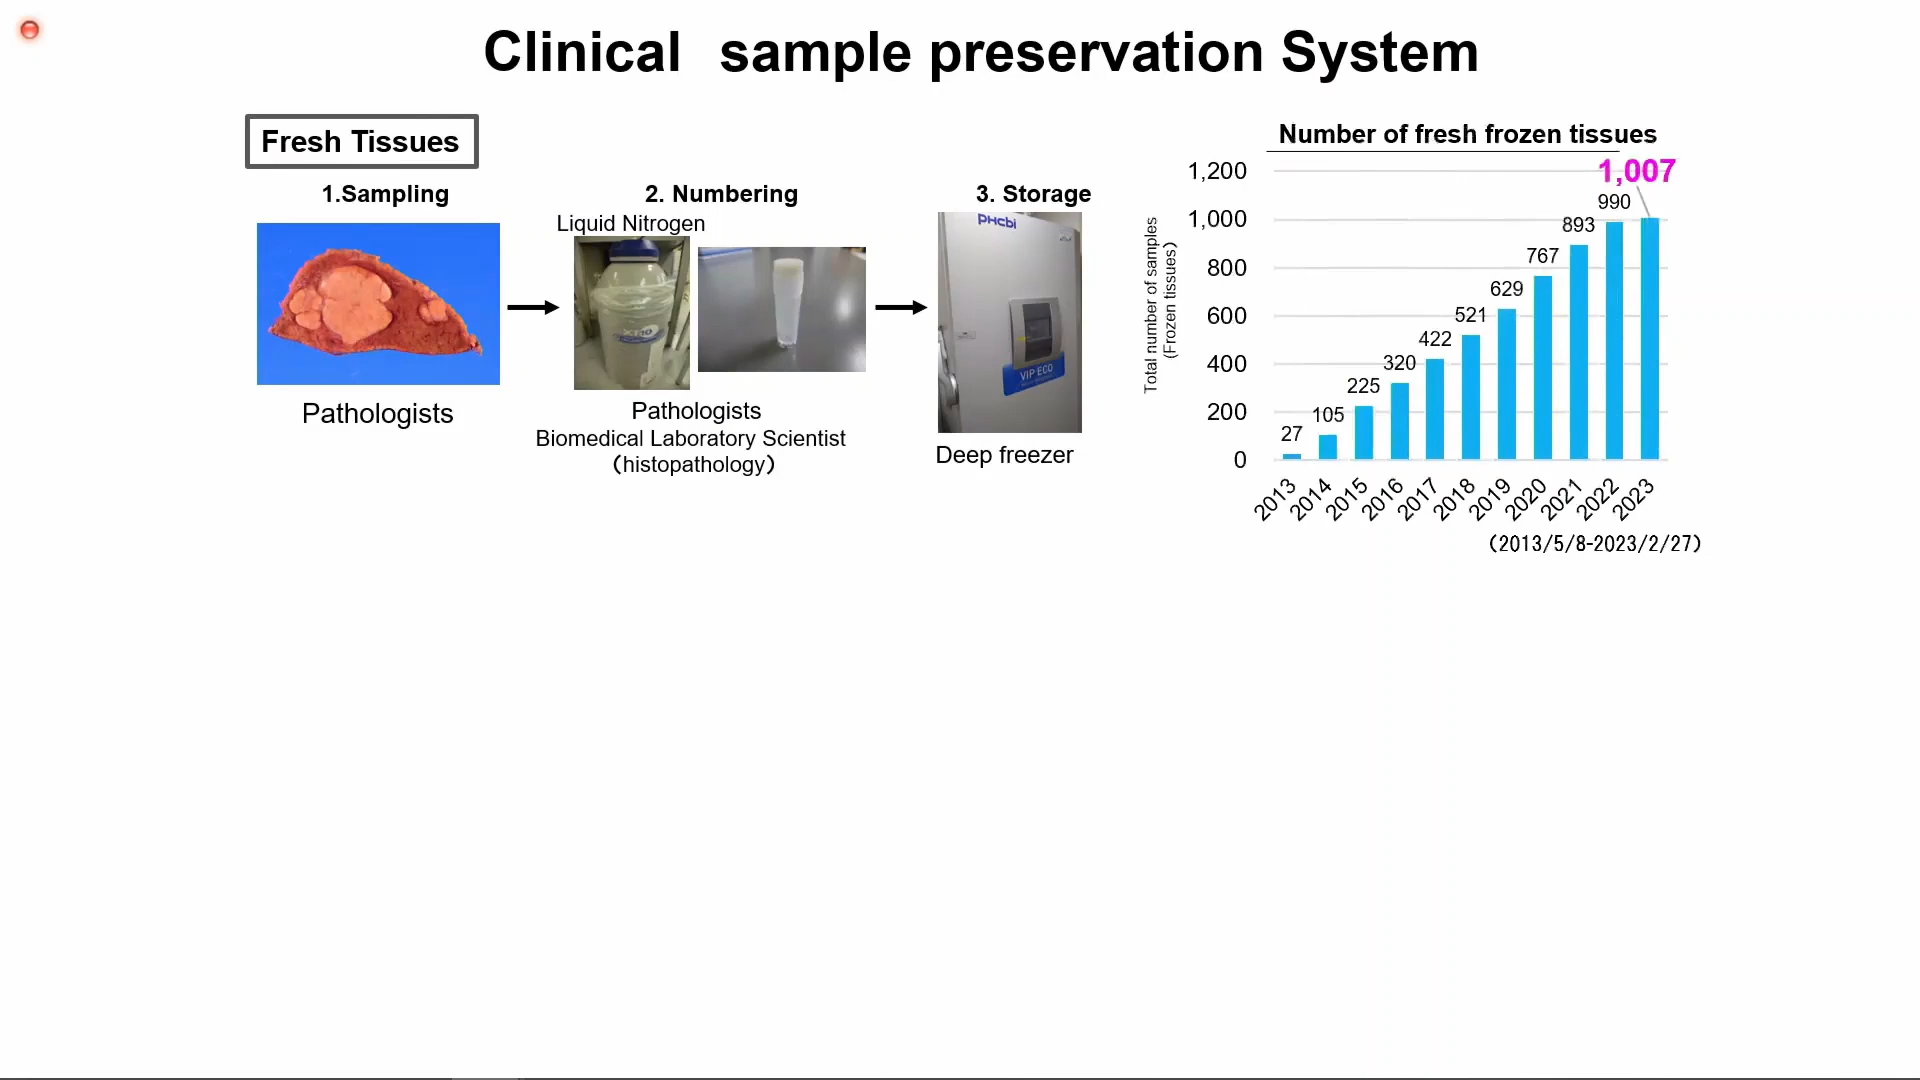 Clinical sample preservation System
Fresh Tissues
1.Sampling
Pathologists
2. Numbering
Liquid Nitrogen
XT10
Pathologists
Biomedical Laboratory Scientist
(histopathology)
3. Storage
PHCbi
VIP ECO
Deep freezer
Number of fresh frozen tissues
Total number of samples
(Frozen tissues)
1,200
1,000
800
600
400
200
0
27
105
225
320
422
521
629
767
893
990
1,007
2013
2014
2015
2016
2017
2018
2019
2020
2021
2022
2023
(2013/5/8-2023/2/27)